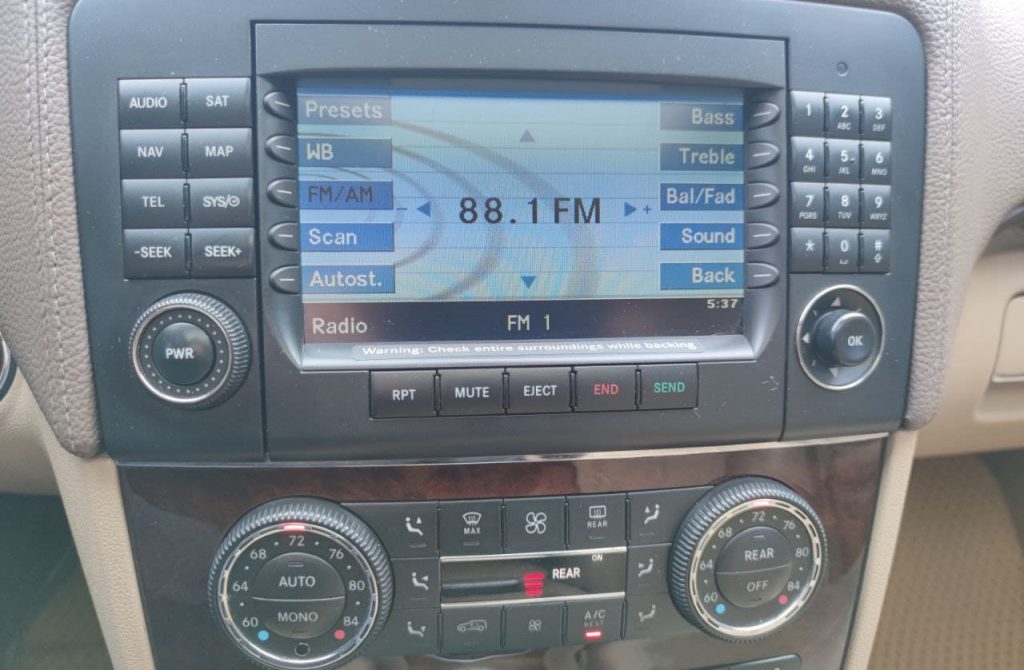 AUDIO
SAT
NAV
MAP
TEL
SYS/
-SEEK
SEEK+
PWR
Presets
WB
FM/AM
Scan
Autost.
- 88.1 FM +
Bass
Treble
Bal/Fad
Sound
Back
5:37
Radio
FM 1
Warning: Check entire surroundings while backing
1
2 ABC
3 DEF
4 GHI
5 JKL
6 MNO
7 PQRS
8 TUV
9 WXYZ
*
0
#
OK
RPT
MUTE
EJECT
END
SEND
60
64
68
72
76
80
84
AUTO
MONO
MAX
REAR
ON
REAR
A/C
REST
60
64
68
72
76
80
84
REAR
OFF